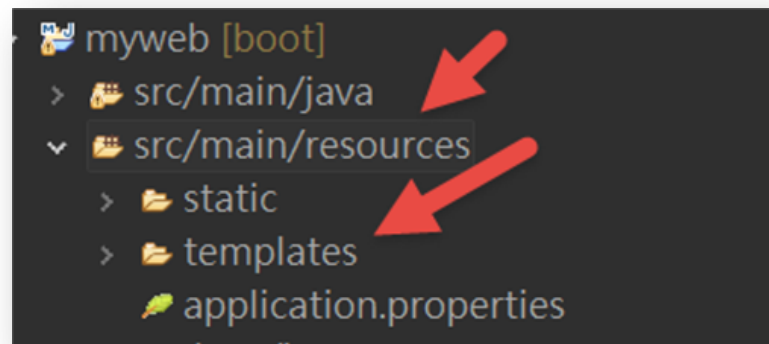 myweb [boot]
src/main/java
src/main/resources
static
templates
application.properties